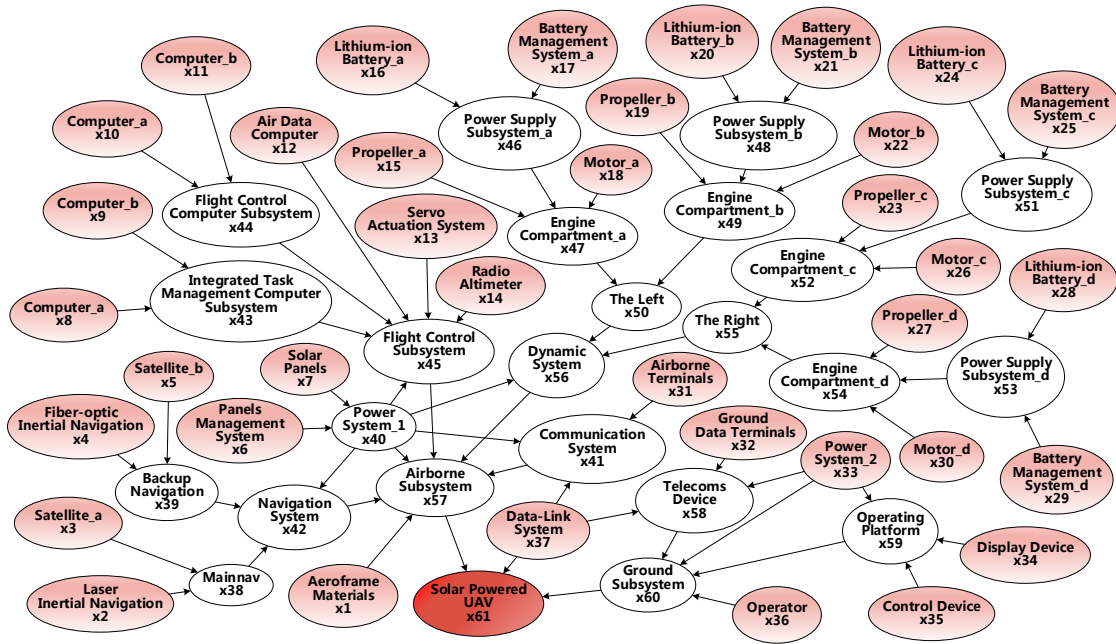 Computer_b
x11
Lithium-ion
Battery_a
x16
Battery
Management
System_a
x17
Lithium-ion
Battery_b
x20
Battery
Management
System_b
x21
Lithium-ion
Battery_c
x24
Battery
Management
System_c
x25
Computer_a
x10
Air Data
Computer
x12
Propeller_b
x19
Power Supply
Subsystem_a
x46
Power Supply
Subsystem_b
x48
Motor_b
x22
Propeller_a
x15
Motor_a
x18
Power Supply
Subsystem_c
x51
Computer_b
x9
Flight Control
Computer Subsystem
x44
Servo
Actuation System
x13
Engine
Compartment_a
x47
Engine
Compartment_b
x49
Propeller_c
x23
Engine
Compartment_c
x52
Motor_c
x26
Lithium-ion
Battery_d
x28
Integrated Task
Management Computer
Subsystem
x43
Radio
Altimeter
x14
The Left
x50
Computer_a
x8
The Right
x55
Propeller_d
x27
Flight Control
Subsystem
x45
Dynamic
System
x56
Solar
Panels
x7
Satellite_b
x5
Airborne
Terminals
x31
Engine
Compartment_d
x54
Power Supply
Subsystem_d
x53
Fiber-optic
Inertial Navigation
x4
Panels
Management
System
x6
Power
System_1
x40
Communication
System
x41
Ground
Data Terminals
x32
Power
System_2
x33
Motor_d
x30
Battery
Management
System_d
x29
Backup
Navigation
x39
Airborne
Subsystem
x57
Telecoms
Device
x58
Navigation
System
x42
Satellite_a
x3
Data-Link
System
x37
Operating
Platform
x59
Display Device
x34
Mainnav
x38
Laser
Inertial Navigation
x2
Aeroframe
Materials
x1
Solar Powered
UAV
x61
Ground
Subsystem
x60
Operator
x36
Control Device
x35